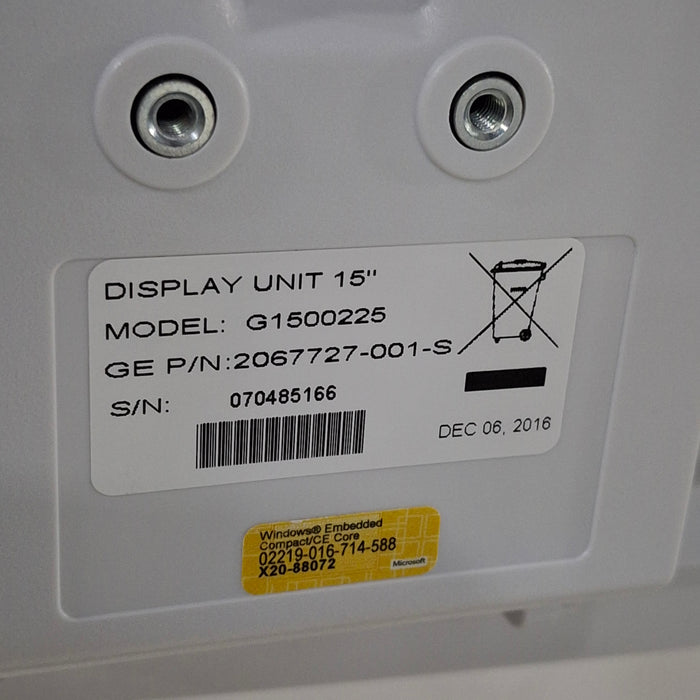 DISPLAY UNIT 15"
MODEL: G1500225
GE P/N:2067727-001-S
S/N: 070485166
DEC 06, 2016
Windows® Embedded
Compact/CE Core
02219-016-714-588
X20-88072
Microsoft